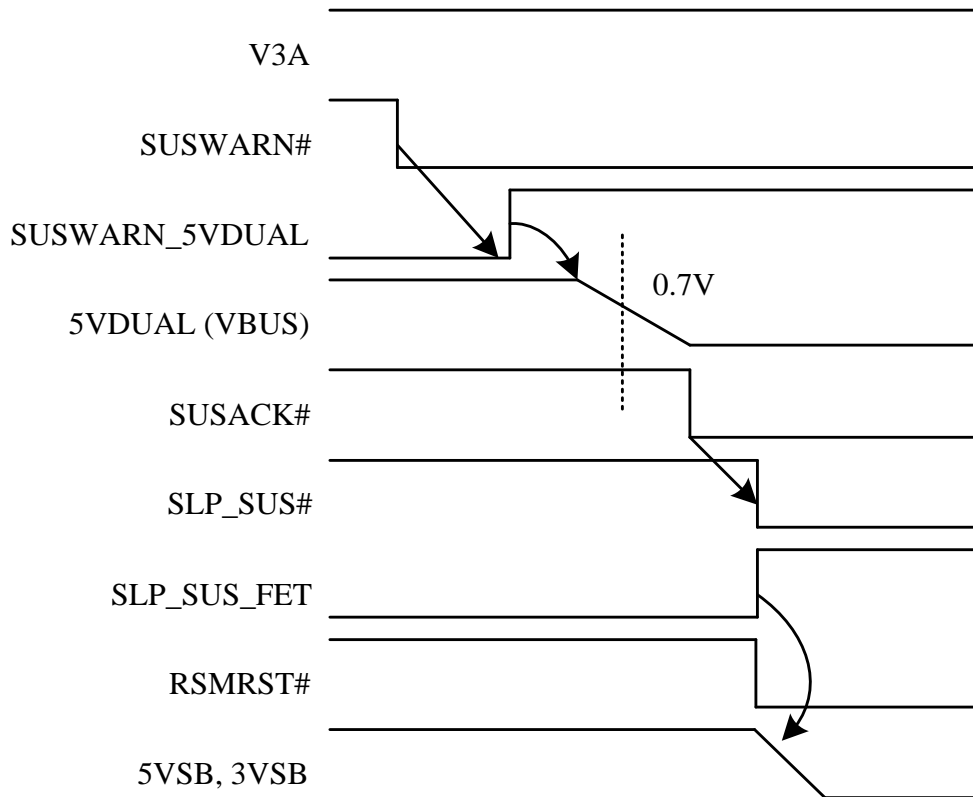 V3A
SUSWARN#
SUSWARN_5VDUAL
0.7V
5VDUAL (VBUS)
SUSACK#
SLP_SUS#
SLP_SUS_FET
RSMRST#
5VSB, 3VSB